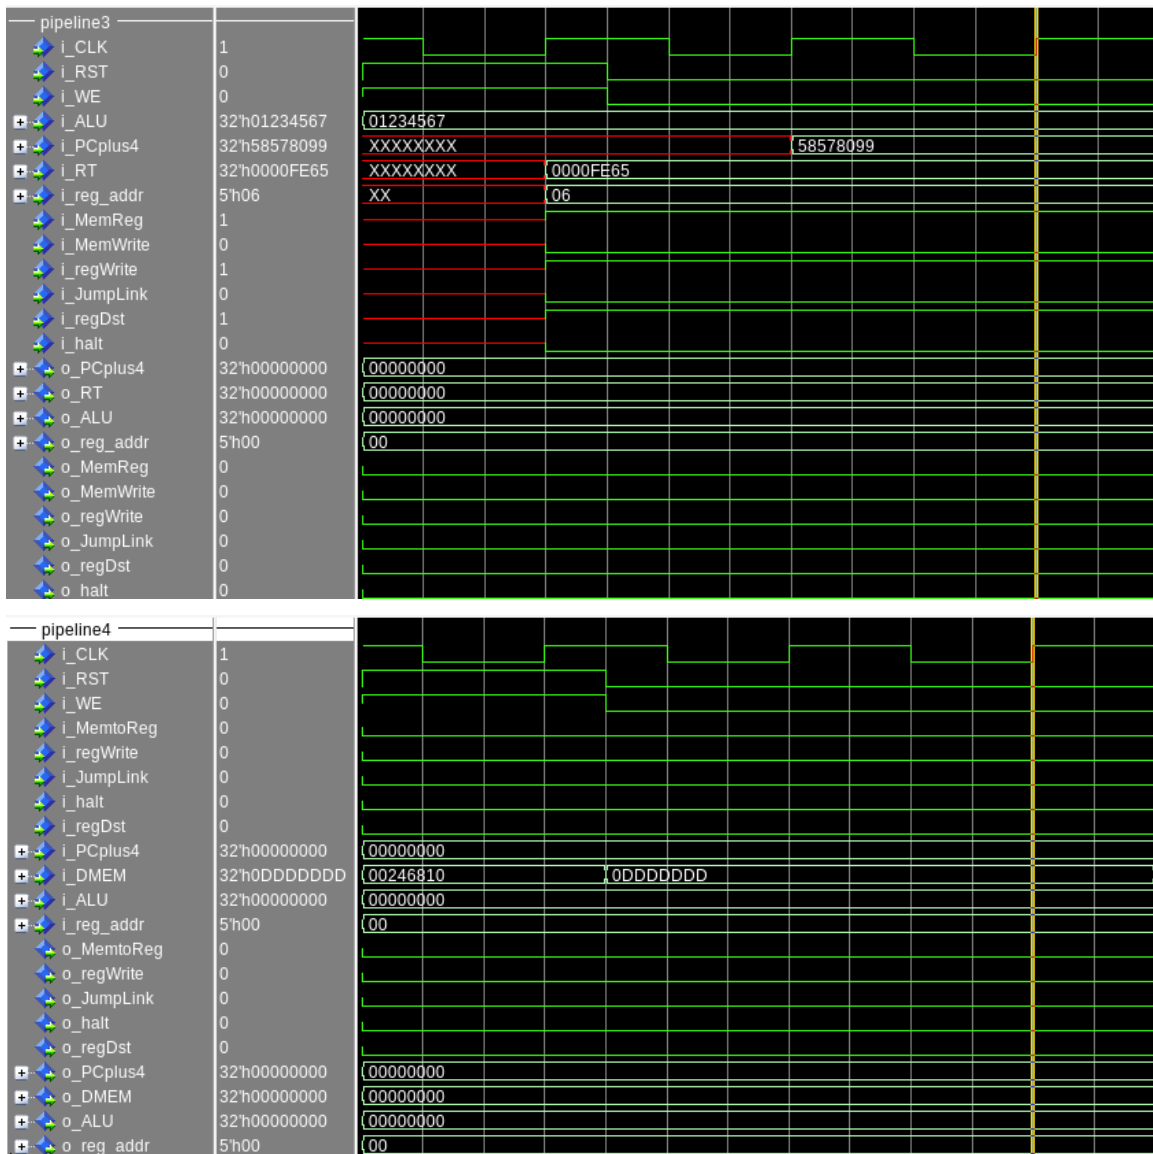 pipeline3
i_CLK 1
i_RST 0
i_WE 0
i_ALU 32'h01234567 01234567
i_PCplus4 32'h58578099 XXXXXXXX 58578099
i_RT 32'h0000FE65 XXXXXXXX 0000FE65
i_reg_addr 5'h06 XX 06
i_MemReg 1
i_MemWrite 0
i_regWrite 1
i_JumpLink 0
i_regDst 1
i_halt 0
o_PCplus4 32'h00000000 00000000
o_RT 32'h00000000 00000000
o_ALU 32'h00000000 00000000
o_reg_addr 5'h00 00
o_MemReg 0
o_MemWrite 0
o_regWrite 0
o_JumpLink 0
o_regDst 0
o_halt 0
pipeline4
i_CLK 1
i_RST 0
i_WE 0
i_MemtoReg 0
i_regWrite 0
i_JumpLink 0
i_halt 0
i_regDst 0
i_PCplus4 32'h00000000 00000000
i_DMEM 32'h0DDDDDDD 00246810 0DDDDDDD
i_ALU 32'h00000000 00000000
i_reg_addr 5'h00 00
o_MemtoReg 0
o_regWrite 0
o_JumpLink 0
o_halt 0
o_regDst 0
o_PCplus4 32'h00000000 00000000
o_DMEM 32'h00000000 00000000
o_ALU 32'h00000000 00000000
o_reg_addr 5'h00 00